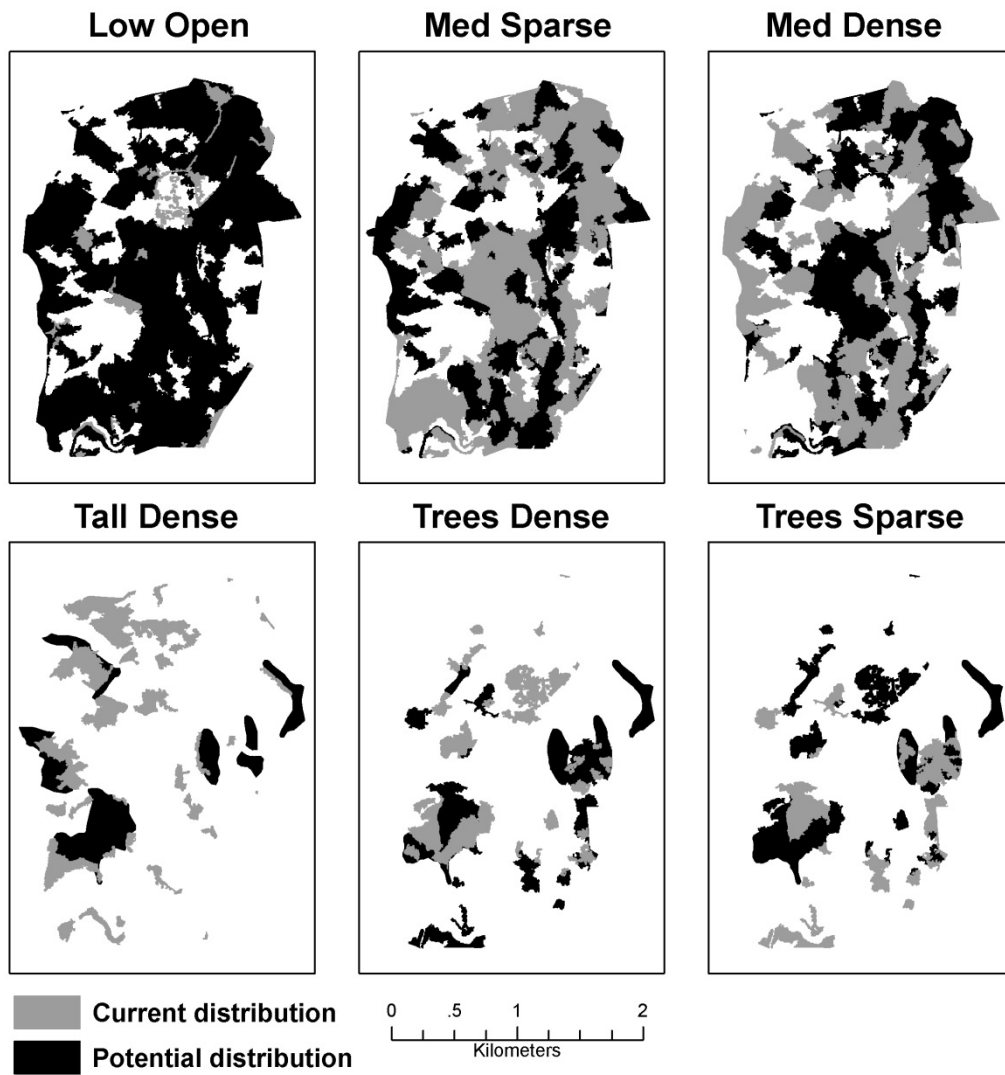 Low Open
Med Sparse
Med Dense
Tall Dense
Trees Dense
Trees Sparse
Current distribution
Potential distribution
0 .5 1 2
Kilometers